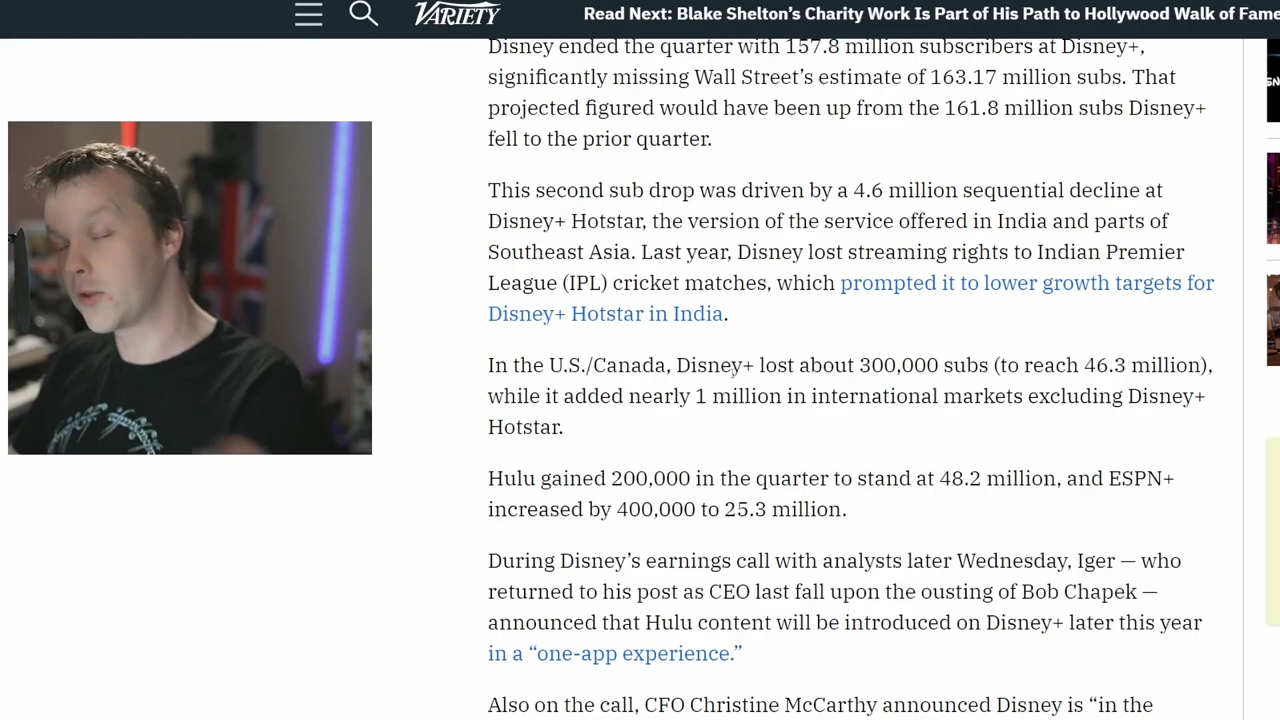 VARIETY
Read Next: Blake Shelton’s Charity Work Is Part of His Path to Hollywood Walk of Fame
Disney ended the quarter with 157.8 million subscribers at Disney+,
significantly missing Wall Street’s estimate of 163.17 million subs. That
projected figured would have been up from the 161.8 million subs Disney+
fell to the prior quarter.
This second sub drop was driven by a 4.6 million sequential decline at
Disney+ Hotstar, the version of the service offered in India and parts of
Southeast Asia. Last year, Disney lost streaming rights to Indian Premier
League (IPL) cricket matches, which prompted it to lower growth targets for
Disney+ Hotstar in India.
In the U.S./Canada, Disney+ lost about 300,000 subs (to reach 46.3 million),
while it added nearly 1 million in international markets excluding Disney+
Hotstar.
Hulu gained 200,000 in the quarter to stand at 48.2 million, and ESPN+
increased by 400,000 to 25.3 million.
During Disney’s earnings call with analysts later Wednesday, Iger — who
returned to his post as CEO last fall upon the ousting of Bob Chapek —
announced that Hulu content will be introduced on Disney+ later this year
in a “one-app experience.”
Also on the call, CFO Christine McCarthy announced Disney is “in the